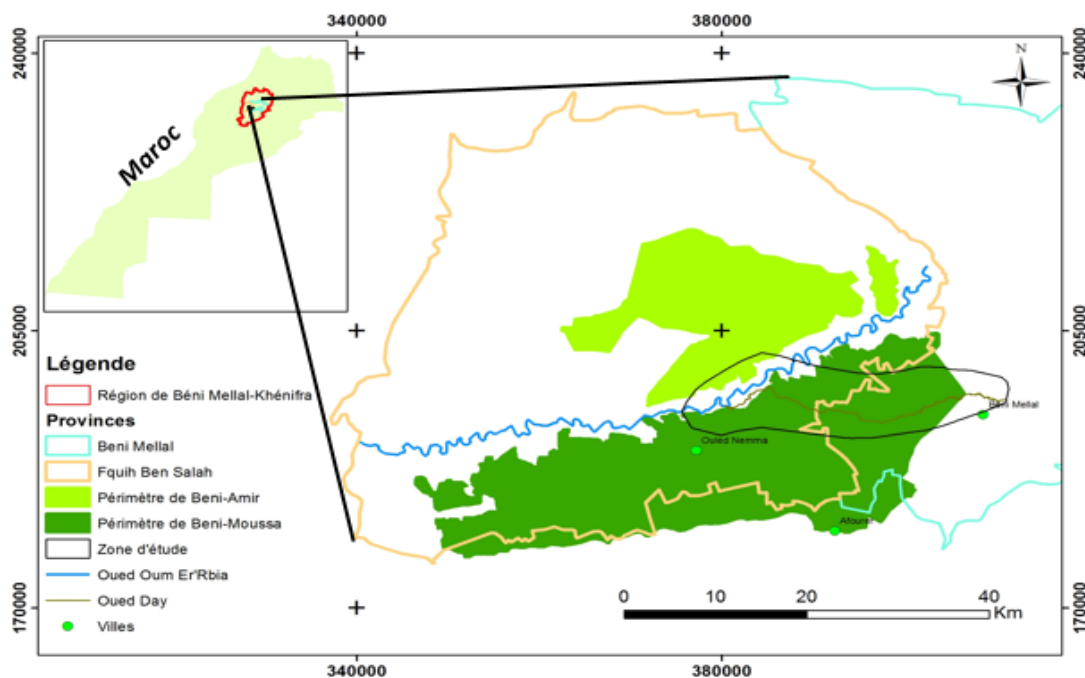 340000
380000
240000
240000
N
Maroc
205000
205000
Légende
Région de Béni Mellal-Khénifra
Provinces
Beni Mellal
Fquih Ben Salah
Périmètre de Beni-Amir
Périmètre de Beni-Moussa
Zone d'étude
Oued Oum Er'Rbia
Oued Day
Villes
Beni Mellal
Ouled Nemma
Afourer
0 10 20 40
Km
170000
170000
340000
380000